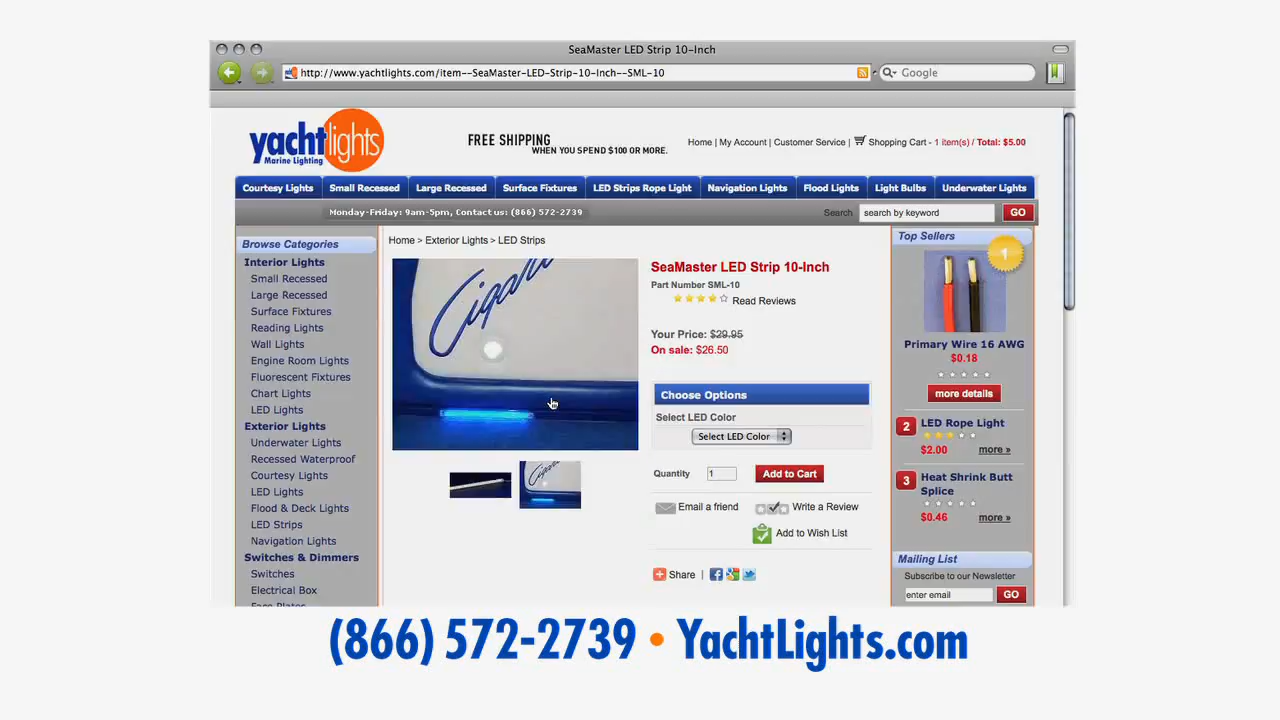 SeaMaster LED Strip 10-Inch
http://www.yachtlights.com/item--SeaMaster-LED-Strip-10-Inch--SML-10
Google
yachtlights
Marine Lighting
FREE SHIPPING
WHEN YOU SPEND $100 OR MORE.
Home | My Account | Customer Service | Shopping Cart - 1 item(s) / Total: $5.00
Courtesy Lights Small Recessed Large Recessed Surface Fixtures LED Strips Rope Light Navigation Lights Flood Lights Light Bulbs Underwater Lights
Monday-Friday: 9am-5pm, Contact us: (866) 572-2739
Search search by keyword GO
Browse Categories
Interior Lights
Small Recessed
Large Recessed
Surface Fixtures
Reading Lights
Wall Lights
Engine Room Lights
Fluorescent Fixtures
Chart Lights
LED Lights
Exterior Lights
Underwater Lights
Recessed Waterproof
Courtesy Lights
LED Lights
Flood & Deck Lights
LED Strips
Navigation Lights
Switches & Dimmers
Switches
Electrical Box
Face Plates
Home > Exterior Lights > LED Strips
SeaMaster LED Strip 10-Inch
Part Number SML-10
Read Reviews
Your Price: $29.95
On sale: $26.50
Choose Options
Select LED Color
Select LED Color
Quantity 1 Add to Cart
Email a friend Write a Review
Add to Wish List
Share |
Top Sellers
1
Primary Wire 16 AWG
$0.18
more details
2 LED Rope Light
$2.00 more »
3 Heat Shrink Butt
Splice
$0.46 more »
Mailing List
Subscribe to our Newsletter
enter email GO
(866) 572-2739 • YachtLights.com